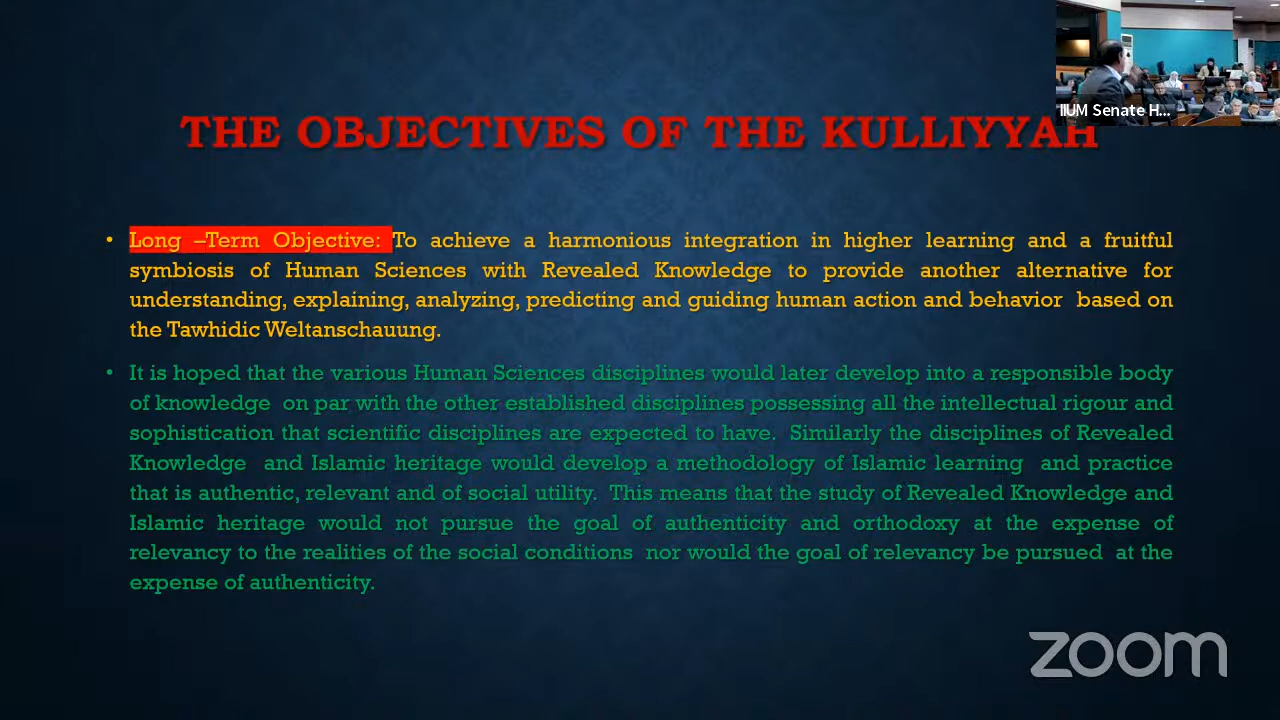 THE OBJECTIVES OF THE KULLIYYAH
IIUM Senate H...
• Long –Term Objective: To achieve a harmonious integration in higher learning and a fruitful
symbiosis of Human Sciences with Revealed Knowledge to provide another alternative for
understanding, explaining, analyzing, predicting and guiding human action and behavior based on
the Tawhidic Weltanschauung.
• It is hoped that the various Human Sciences disciplines would later develop into a responsible body
of knowledge on par with the other established disciplines possessing all the intellectual rigour and
sophistication that scientific disciplines are expected to have. Similarly the disciplines of Revealed
Knowledge and Islamic heritage would develop a methodology of Islamic learning and practice
that is authentic, relevant and of social utility. This means that the study of Revealed Knowledge and
Islamic heritage would not pursue the goal of authenticity and orthodoxy at the expense of
relevancy to the realities of the social conditions nor would the goal of relevancy be pursued at the
expense of authenticity.
zoom